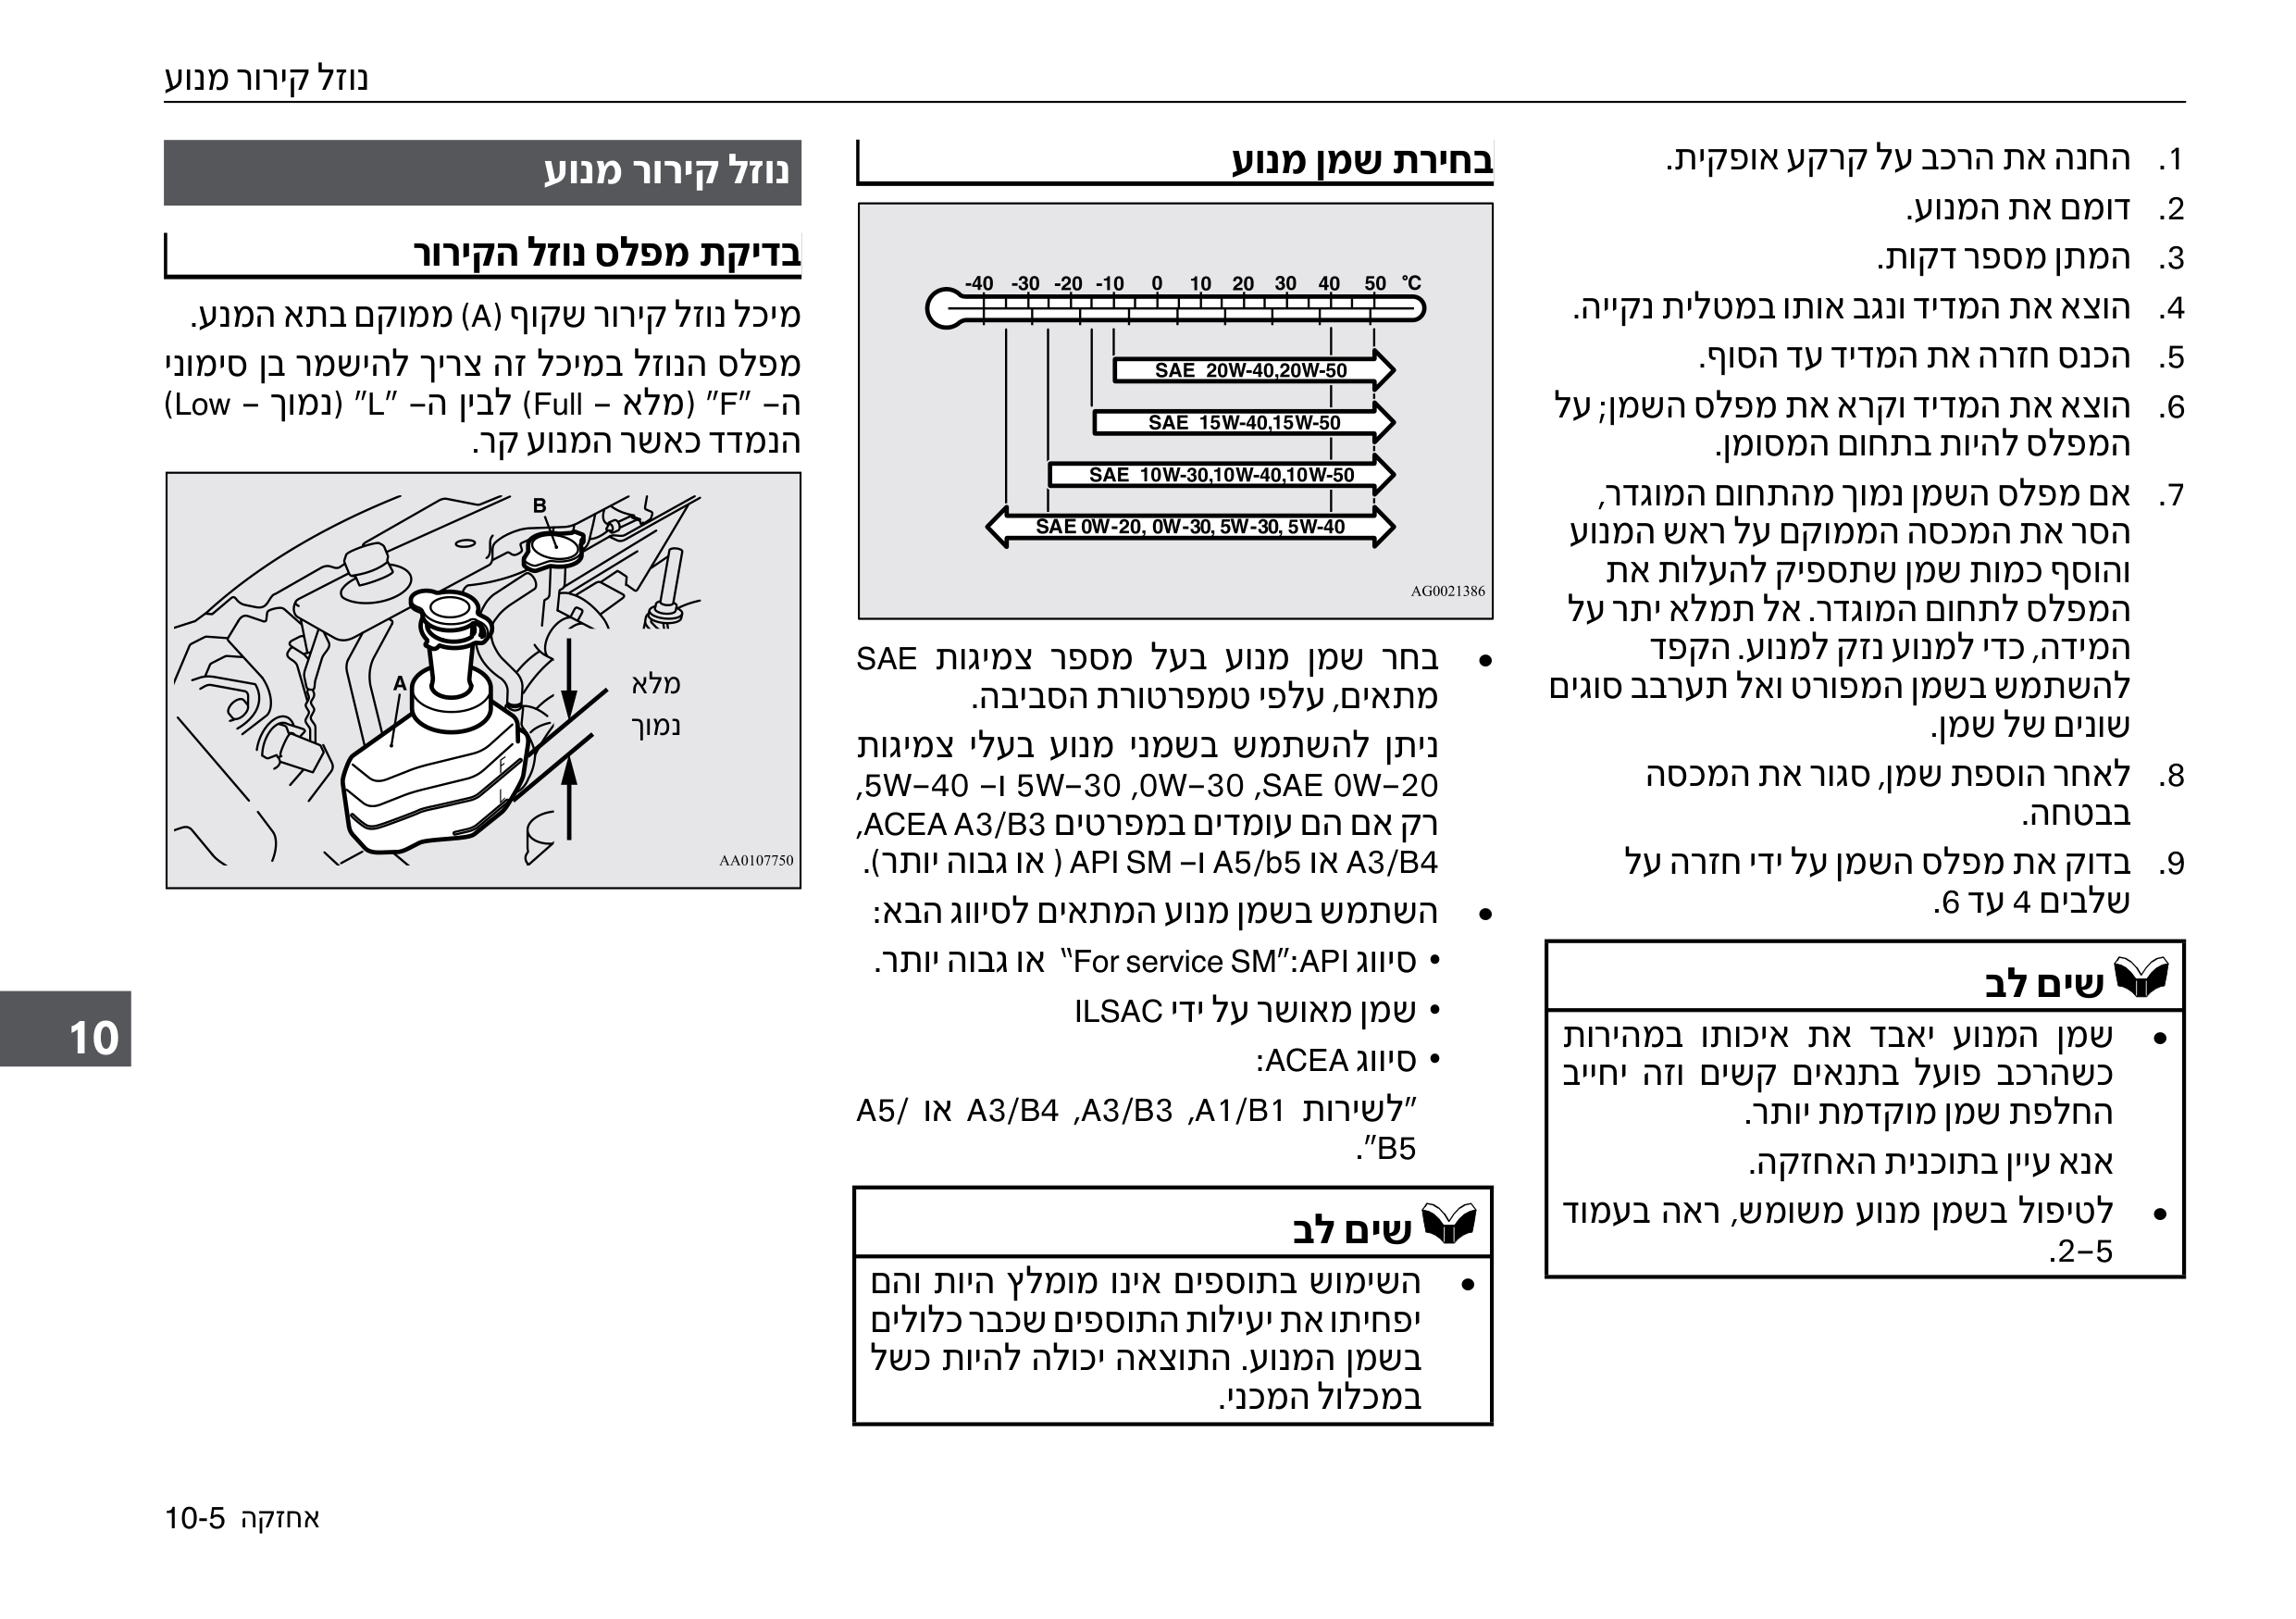 נוזל קירור מנוע
1. החנה את הרכב על קרקע אופקית.
2. דומם את המנוע.
3. המתן מספר דקות.
4. הוצא את המדיד ונגב אותו במטלית נקייה.
5. הכנס חזרה את המדיד עד הסוף.
6. הוצא את המדיד וקרא את מפלס השמן; על
המפלס להיות בתחום המסומן.
7. אם מפלס השמן נמוך מהתחום המוגדר,
הסר את המכסה הממוקם על ראש המנוע
והוסף כמות שמן שתספיק להעלות את
המפלס לתחום המוגדר. אל תמלא יתר על
המידה, כדי למנוע נזק למנוע. הקפד
להשתמש בשמן המפורט ואל תערבב סוגים
שונים של שמן.
8. לאחר הוספת שמן, סגור את המכסה
בבטחה.
9. בדוק את מפלס השמן על ידי חזרה על
שלבים 4 עד 6.
שים לב
● שמן המנוע יאבד את איכותו במהירות
כשהרכב פועל בתנאים קשים וזה יחייב
החלפת שמן מוקדמת יותר.
אנא עיין בתוכנית האחזקה.
● לטיפול בשמן מנוע משומש, ראה בעמוד
2–5.
בחירת שמן מנוע
-40 -30 -20 -10 0 10 20 30 40 50 °C
SAE 20W-40,20W-50
SAE 15W-40,15W-50
SAE 10W-30,10W-40,10W-50
SAE 0W-20, 0W-30, 5W-30, 5W-40
AG0021386
● בחר שמן מנוע בעל מספר צמיגות SAE
מתאים, עלפי טמפרטורת הסביבה.
ניתן להשתמש בשמני מנוע בעלי צמיגות
SAE 0W–20, 0W–30, 5W–30 ו– 5W–40,
רק אם הם עומדים במפרטים ACEA A3/B3,
A3/B4 או A5/b5 ו– API SM ( או גבוה יותר).
● השתמש בשמן מנוע המתאים לסיווג הבא:
• סיווג API:"For service SM" או גבוה יותר.
• שמן מאושר על ידי ILSAC
• סיווג ACEA:
"לשירות A1/B1, A3/B3, A3/B4 או A5/
B5".
שים לב
● השימוש בתוספים אינו מומלץ היות והם
יפחיתו את יעילות התוספים שכבר כלולים
בשמן המנוע. התוצאה יכולה להיות כשל
במכלול המכני.
נוזל קירור מנוע
בדיקת מפלס נוזל הקירור
מיכל נוזל קירור שקוף (A) ממוקם בתא המנע.
מפלס הנוזל במיכל זה צריך להישמר בן סימוני
ה– "F" (מלא – Full) לבין ה– "L" (נמוך – Low)
הנמדד כאשר המנוע קר.
B
A
מלא
נמוך
F
L
AA0107750
10
אחזקה 10-5